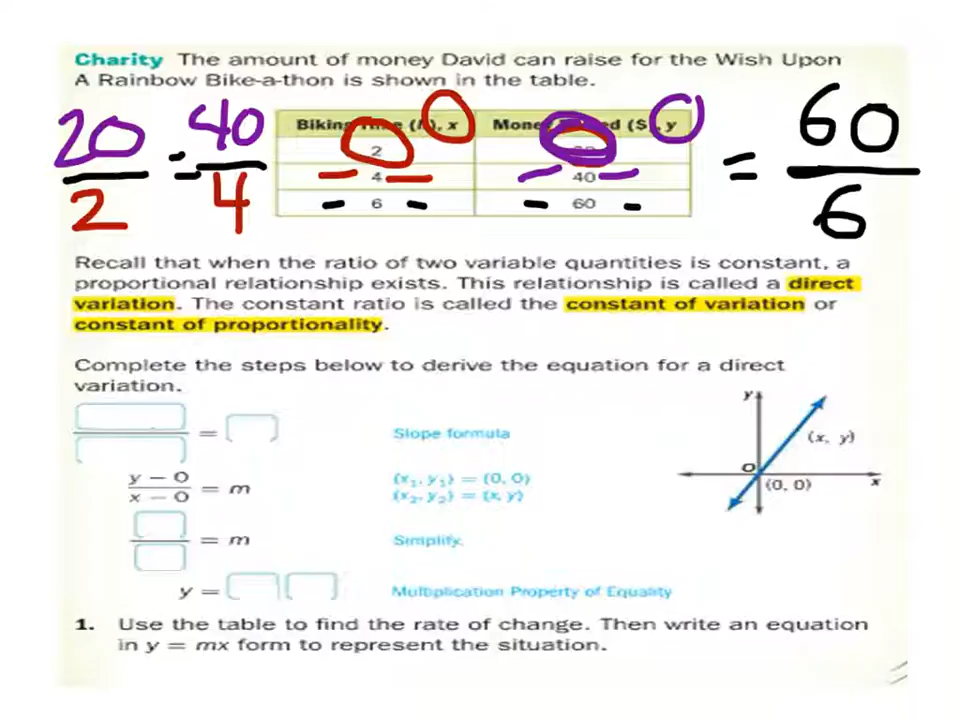 Charity The amount of money David can raise for the Wish Upon
A Rainbow Bike-a-thon is shown in the table.
20/2 = 40/4 = 60/6
Biking Time (h), x Money Raised ($), y
2
4 40
6 60
Recall that when the ratio of two variable quantities is constant, a
proportional relationship exists. This relationship is called a direct
variation. The constant ratio is called the constant of variation or
constant of proportionality.
Complete the steps below to derive the equation for a direct
variation.
= Slope formula
y − 0 / x − 0 = m (x₁, y₁) = (0, 0)
(x₂, y₂) = (x, y)
= m Simplify.
y = Multiplication Property of Equality
y
(x, y)
O
(0, 0) x
1. Use the table to find the rate of change. Then write an equation
in y = mx form to represent the situation.